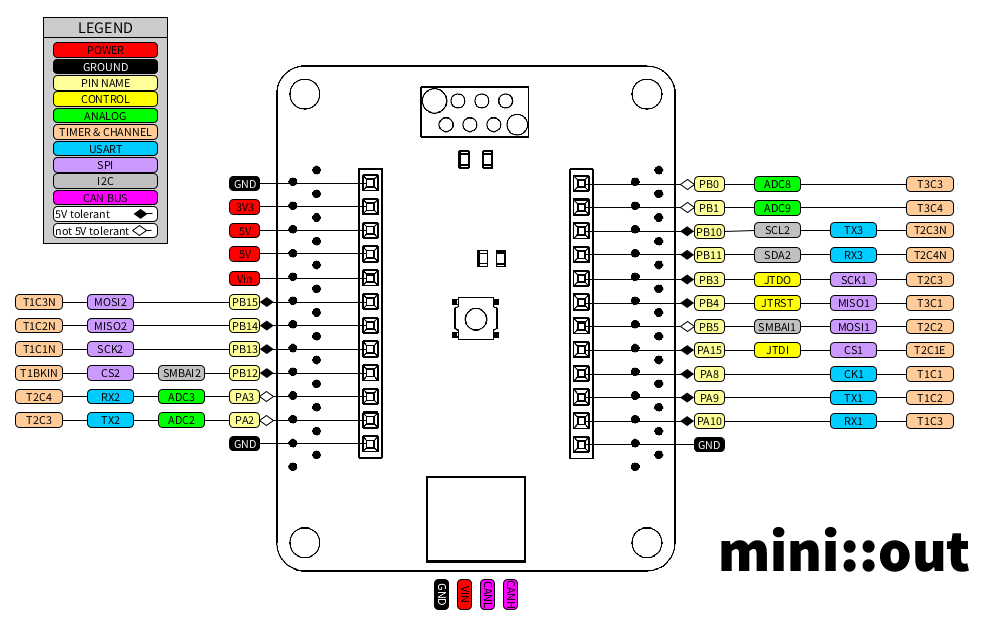 LEGEND
POWER
GROUND
PIN NAME
CONTROL
ANALOG
TIMER & CHANNEL
USART
SPI
I2C
CAN BUS
5V tolerant
not 5V tolerant
GND
3V3
5V
5V
Vin
T1C3N MOSI2 PB15
T1C2N MISO2 PB14
T1C1N SCK2 PB13
T1BKIN CS2 SMBAI2 PB12
T2C4 RX2 ADC3 PA3
T2C3 TX2 ADC2 PA2
GND
PB0 ADC8 T3C3
PB1 ADC9 T3C4
PB10 SCL2 TX3 T2C3N
PB11 SDA2 RX3 T2C4N
PB3 JTDO SCK1 T2C3
PB4 JTRST MISO1 T3C1
PB5 SMBAI1 MOSI1 T2C2
PA15 JTDI CS1 T2C1E
PA8 CK1 T1C1
PA9 TX1 T1C2
PA10 RX1 T1C3
GND
mini::out
GND
VIN
CANL
CANH